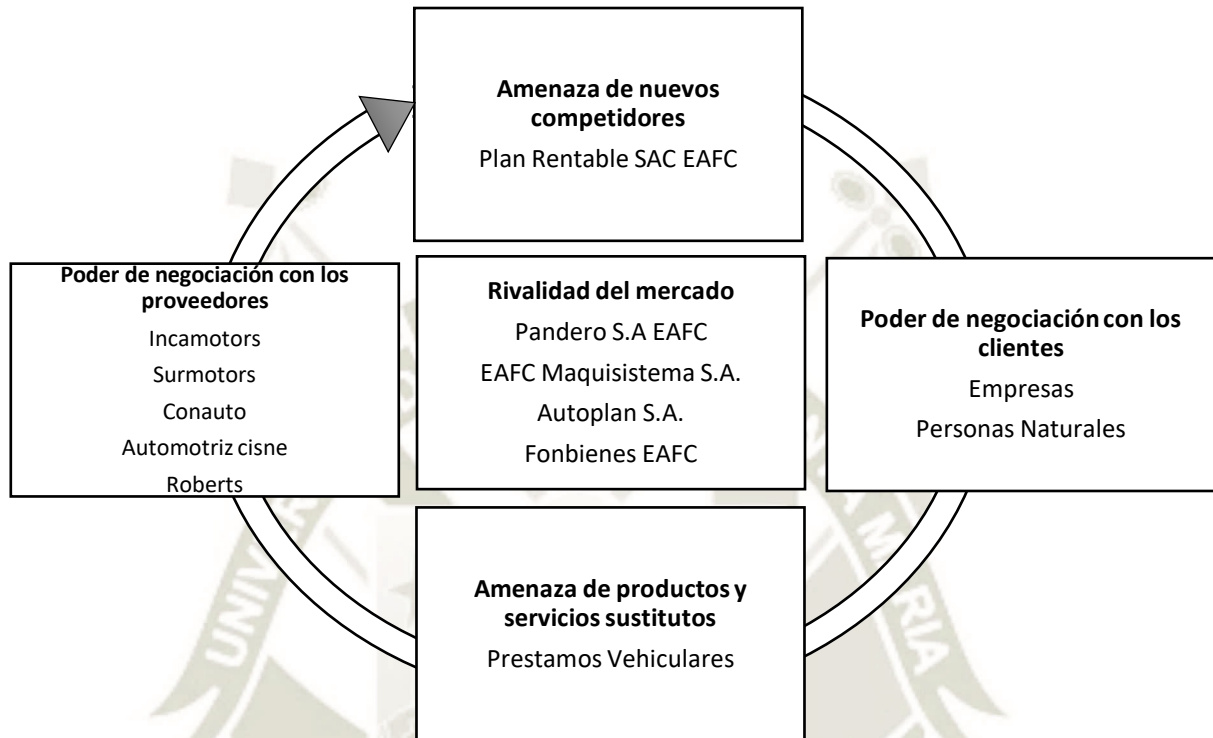 Amenaza de nuevos
competidores
Plan Rentable SAC EAFC
Poder de negociación con los
proveedores
Incamotors
Surmotors
Conauto
Automotriz cisne
Roberts
Rivalidad del mercado
Pandero S.A EAFC
EAFC Maquisistema S.A.
Autoplan S.A.
Fonbienes EAFC
Poder de negociación con los
clientes
Empresas
Personas Naturales
Amenaza de productos y
servicios sustitutos
Prestamos Vehiculares